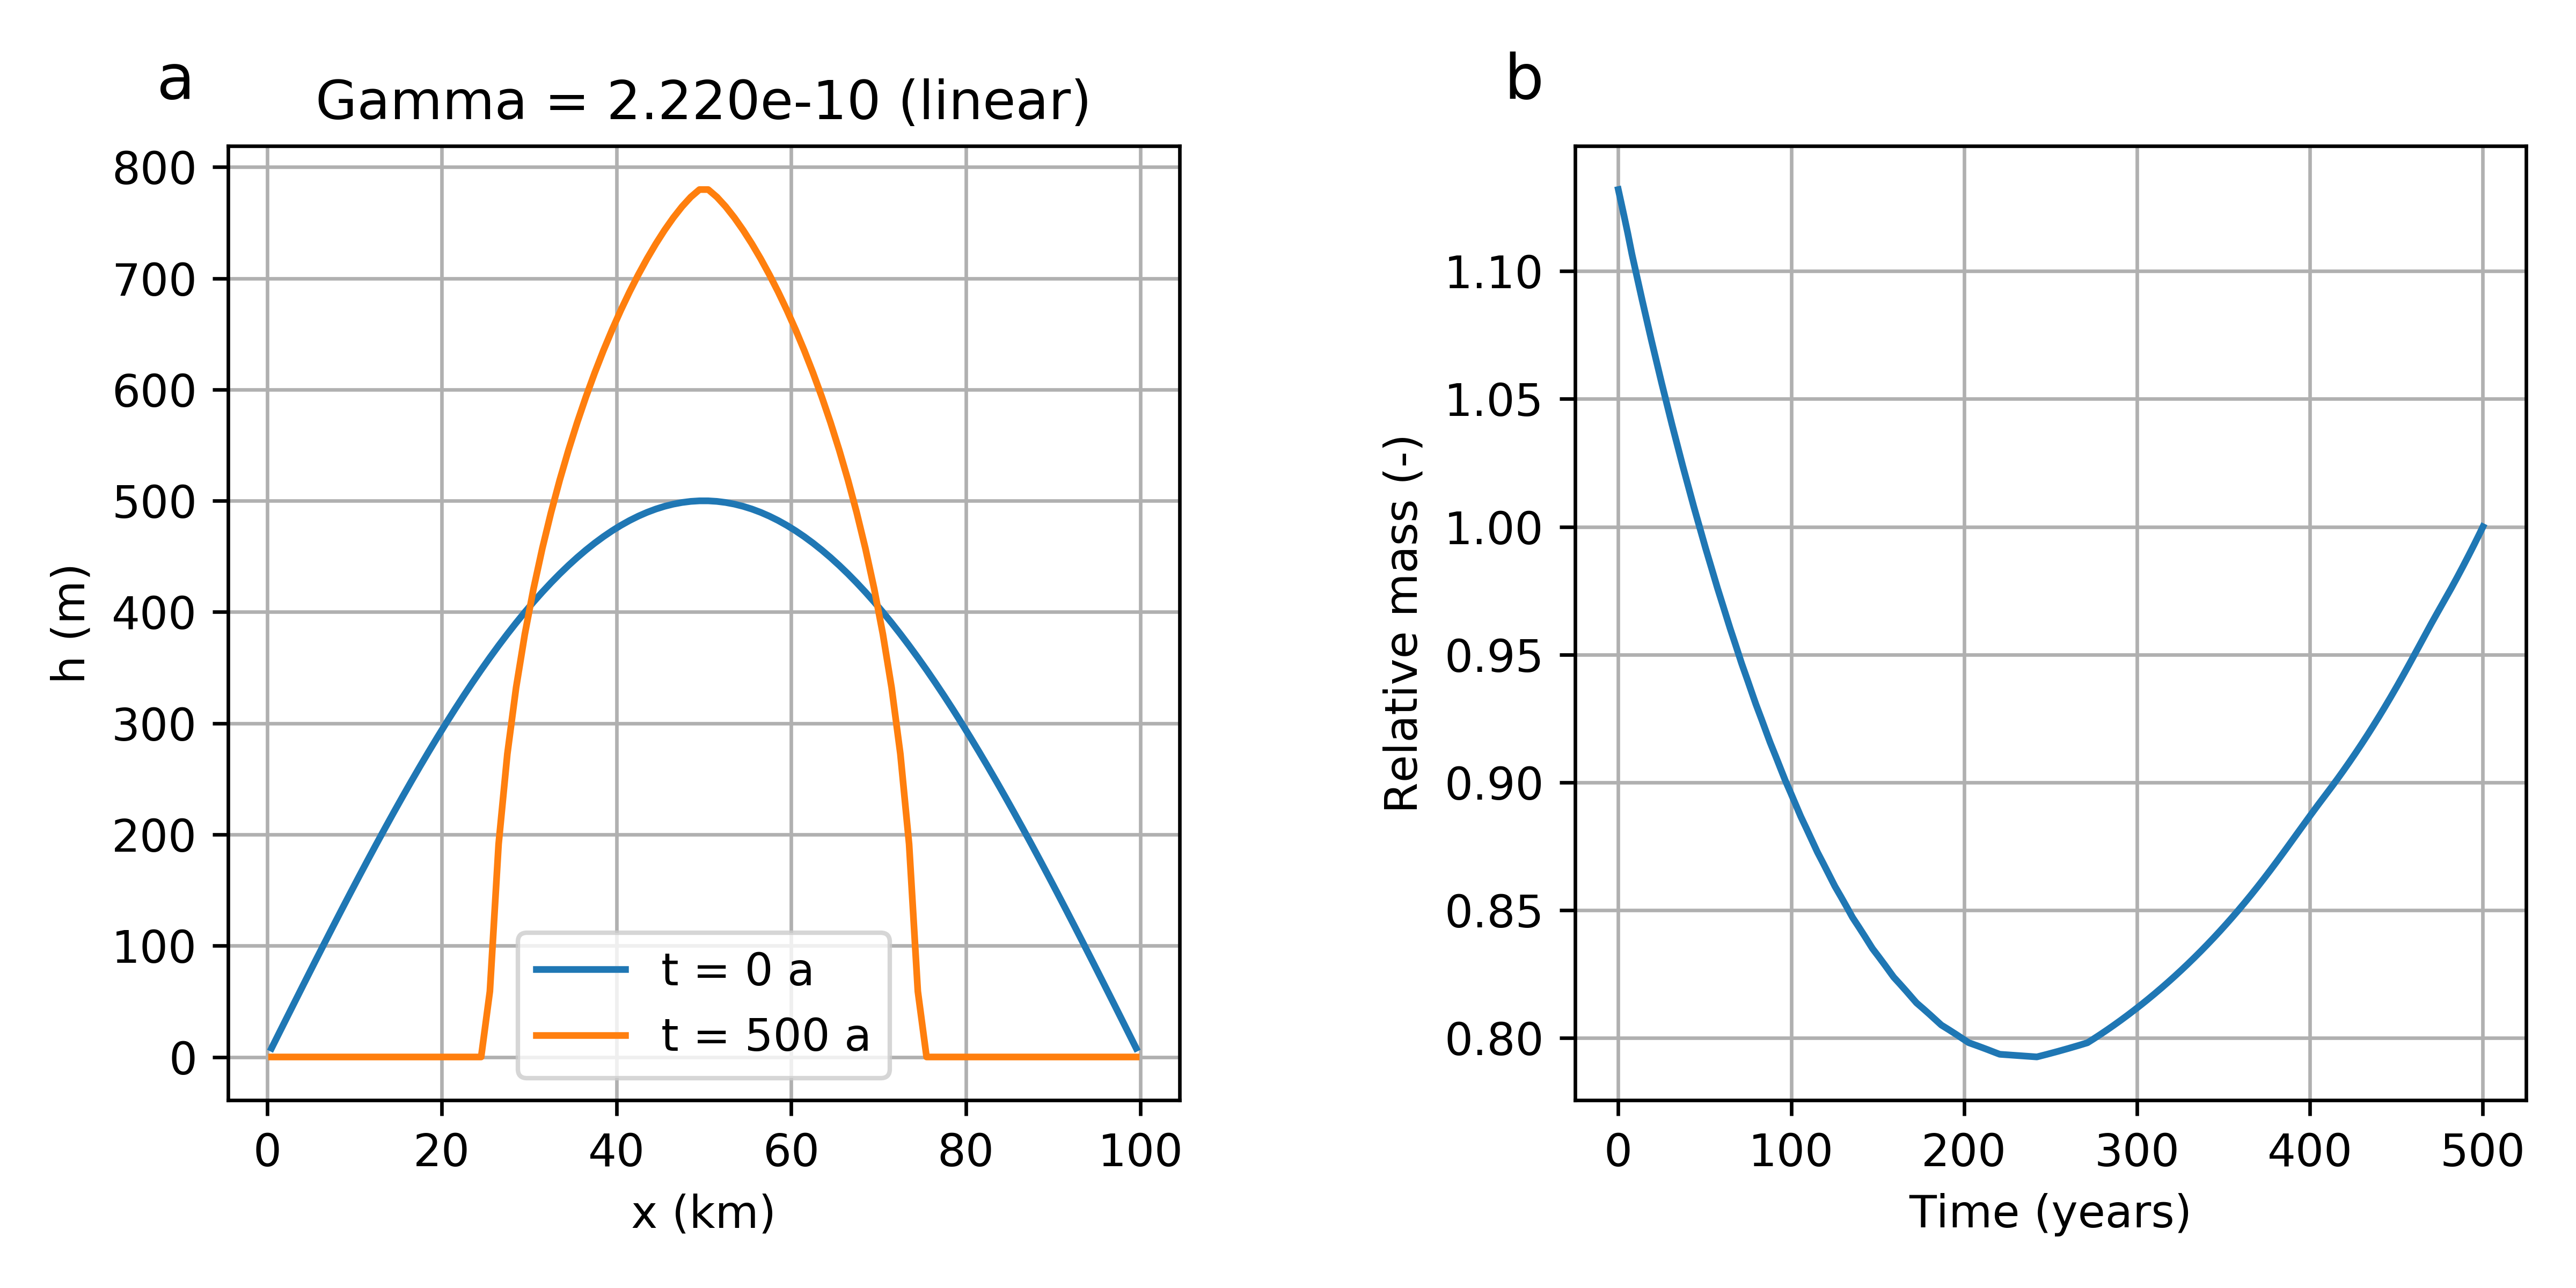 a
Gamma = 2.220e-10 (linear)
800
700
600
500
400
300
200
100
0
h (m)
t = 0 a
t = 500 a
0 20 40 60 80 100
x (km)
b
1.10
1.05
1.00
0.95
0.90
0.85
0.80
Relative mass (-)
0 100 200 300 400 500
Time (years)